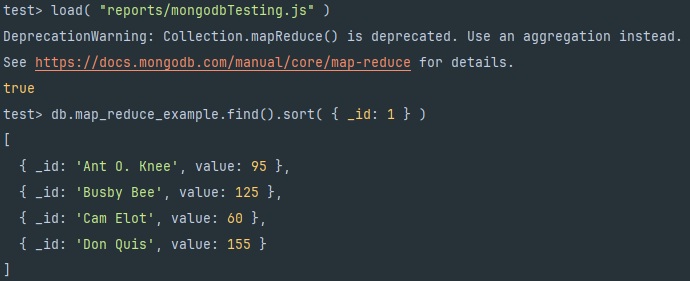 test> load( "reports/mongodbTesting.js" )
DeprecationWarning: Collection.mapReduce() is deprecated. Use an aggregation instead.
See https://docs.mongodb.com/manual/core/map-reduce for details.
true
test> db.map_reduce_example.find().sort( { _id: 1 } )
[
  { _id: 'Ant O. Knee', value: 95 },
  { _id: 'Busby Bee', value: 125 },
  { _id: 'Cam Elot', value: 60 },
  { _id: 'Don Quis', value: 155 }
]